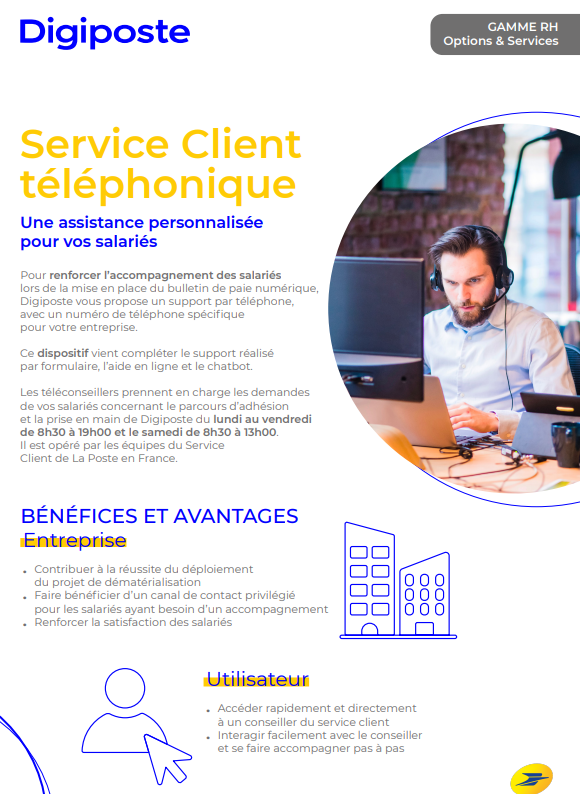 Digiposte
GAMME RH
Options & Services
Service Client
téléphonique
Une assistance personnalisée
pour vos salariés
Pour renforcer l'accompagnement des salariés
lors de la mise en place du bulletin de paie numérique,
Digiposte vous propose un support par téléphone,
avec un numéro de téléphone spécifique
pour votre entreprise.
Ce dispositif vient compléter le support réalisé
par formulaire, l'aide en ligne et le chatbot.
Les téléconseillers prennent en charge les demandes
de vos salariés concernant le parcours d'adhésion
et la prise en main de Digiposte du lundi au vendredi
de 8h30 à 19h00 et le samedi de 8h30 à 13h00.
Il est opéré par les équipes du Service
Client de La Poste en France.
BÉNÉFICES ET AVANTAGES
Entreprise
• Contribuer à la réussite du déploiement
du projet de dématérialisation
• Faire bénéficier d'un canal de contact privilégié
pour les salariés ayant besoin d'un accompagnement
• Renforcer la satisfaction des salariés
Utilisateur
• Accéder rapidement et directement
à un conseiller du service client
• Interagir facilement avec le conseiller
et se faire accompagner pas à pas